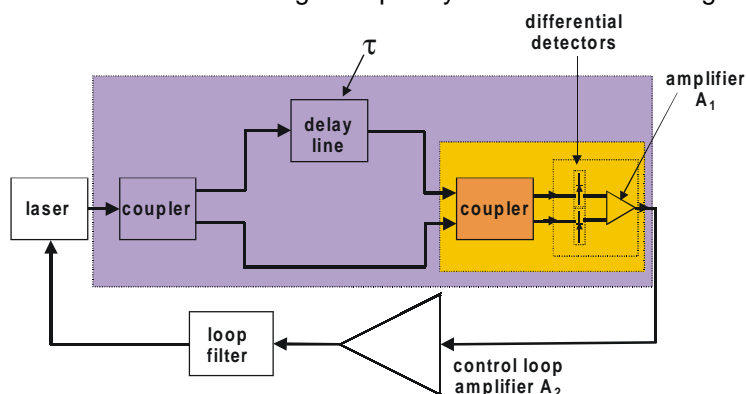 differential
detectors
τ
amplifier
A1
delay
line
laser
coupler
coupler
loop
filter
control loop
amplifier A2